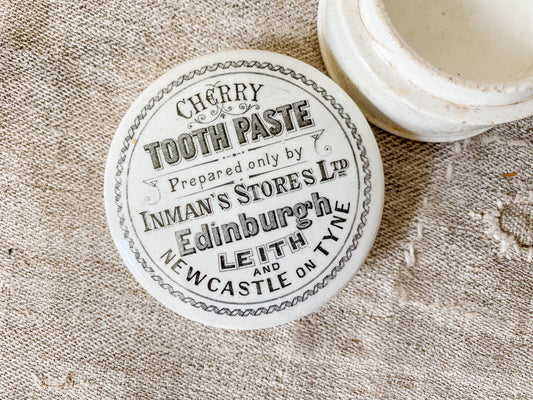 CHERRY
TOOTH PASTE
Prepared only by
INMAN'S STORES LTD
Edinburgh
LEITH
AND
NEWCASTLE ON TYNE